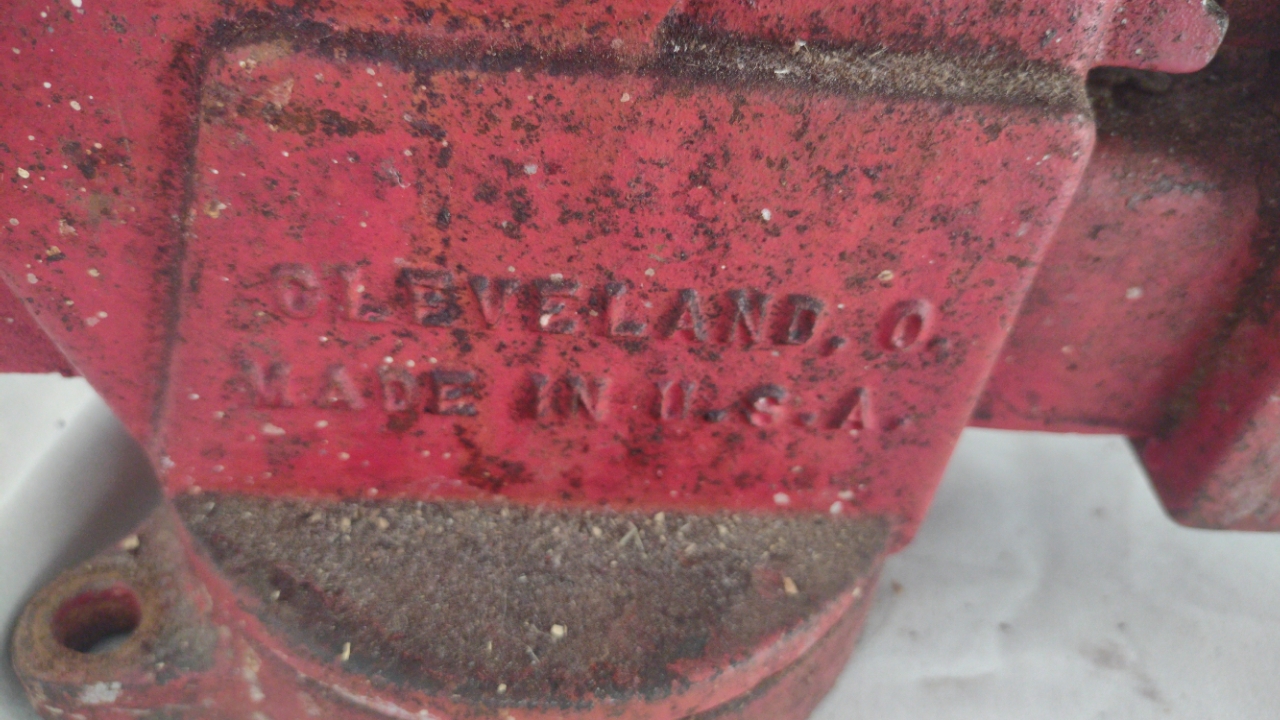 CLEVELAND, O.
MADE IN U.S.A.